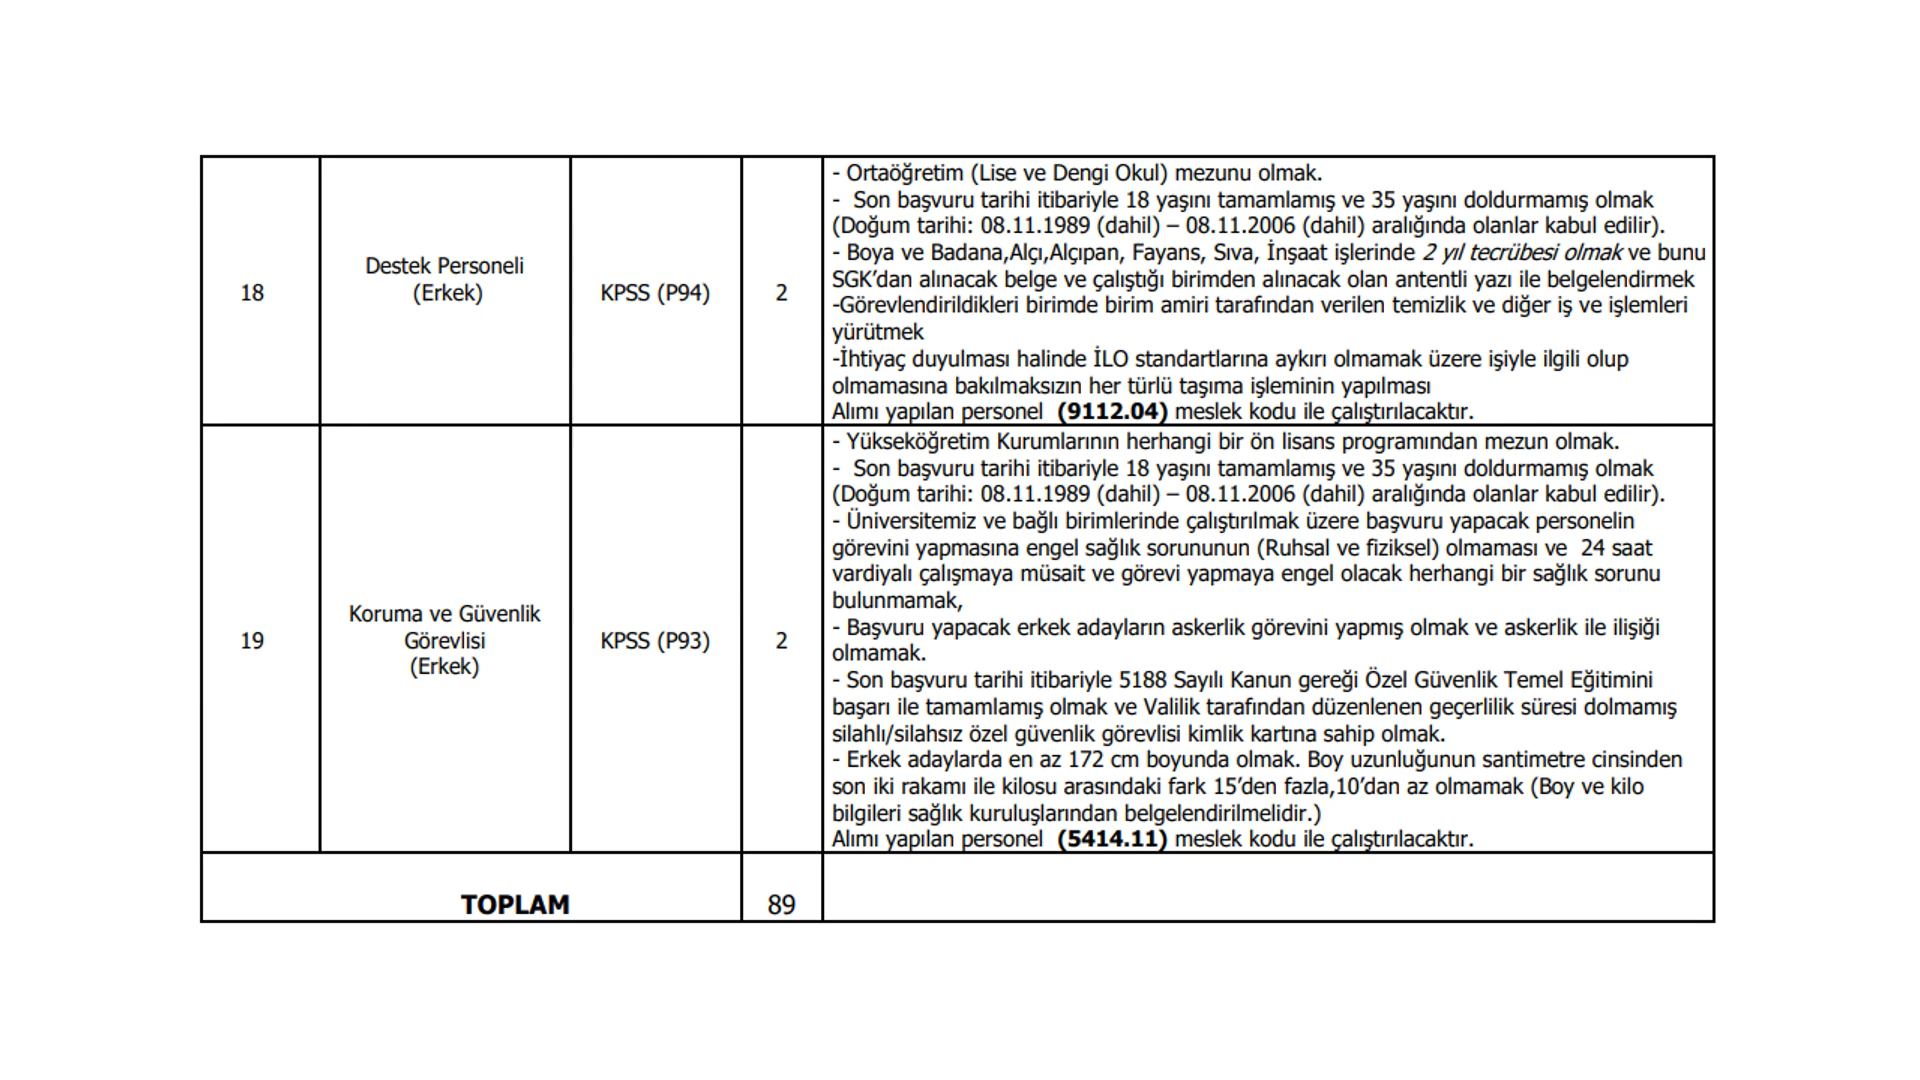 18
Destek Personeli
(Erkek)
KPSS (P94)
2
- Ortaöğretim (Lise ve Dengi Okul) mezunu olmak.
- Son başvuru tarihi itibariyle 18 yaşını tamamlamış ve 35 yaşını doldurmamış olmak
(Doğum tarihi: 08.11.1989 (dahil) – 08.11.2006 (dahil) aralığında olanlar kabul edilir).
- Boya ve Badana,Alçı,Alçıpan, Fayans, Sıva, İnşaat işlerinde 2 yıl tecrübesi olmak ve bunu
SGK’dan alınacak belge ve çalıştığı birimden alınacak olan antentli yazı ile belgelendirmek
-Görevlendirildikleri birimde birim amiri tarafından verilen temizlik ve diğer iş ve işlemleri
yürütmek
-İhtiyaç duyulması halinde İLO standartlarına aykırı olmamak üzere işiyle ilgili olup
olmamasına bakılmaksızın her türlü taşıma işleminin yapılması
Alımı yapılan personel (9112.04) meslek kodu ile çalıştırılacaktır.
19
Koruma ve Güvenlik
Görevlisi
(Erkek)
KPSS (P93)
2
- Yükseköğretim Kurumlarının herhangi bir ön lisans programından mezun olmak.
- Son başvuru tarihi itibariyle 18 yaşını tamamlamış ve 35 yaşını doldurmamış olmak
(Doğum tarihi: 08.11.1989 (dahil) – 08.11.2006 (dahil) aralığında olanlar kabul edilir).
- Üniversitemiz ve bağlı birimlerinde çalıştırılmak üzere başvuru yapacak personelin
görevini yapmasına engel sağlık sorununun (Ruhsal ve fiziksel) olmaması ve 24 saat
vardiyalı çalışmaya müsait ve görevi yapmaya engel olacak herhangi bir sağlık sorunu
bulunmamak,
- Başvuru yapacak erkek adayların askerlik görevini yapmış olmak ve askerlik ile ilişiği
olmamak.
- Son başvuru tarihi itibariyle 5188 Sayılı Kanun gereği Özel Güvenlik Temel Eğitimini
başarı ile tamamlamış olmak ve Valilik tarafından düzenlenen geçerlilik süresi dolmamış
silahlı/silahsız özel güvenlik görevlisi kimlik kartına sahip olmak.
- Erkek adaylarda en az 172 cm boyunda olmak. Boy uzunluğunun santimetre cinsinden
son iki rakamı ile kilosu arasındaki fark 15’den fazla,10’dan az olmamak (Boy ve kilo
bilgileri sağlık kuruluşlarından belgelendirilmelidir.)
Alımı yapılan personel (5414.11) meslek kodu ile çalıştırılacaktır.
TOPLAM
89